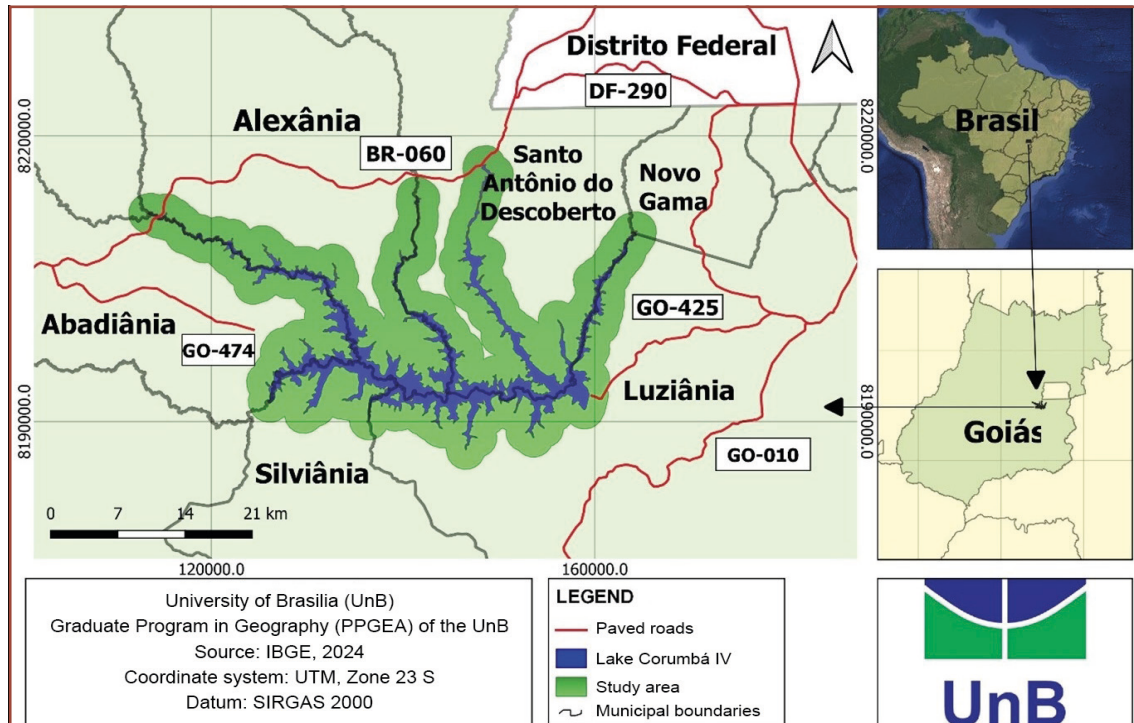 Distrito Federal
DF-290
Alexânia
BR-060
Santo
Antônio do
Descoberto
Novo
Gama
Abadiânia
GO-474
GO-425
Luziânia
GO-010
Silviânia
8220000.0
8190000.0
8220000.0
8190000.0
0 7 14 21 km
120000.0
160000.0
Brasil
Goiás
University of Brasilia (UnB)
Graduate Program in Geography (PPGEA) of the UnB
Source: IBGE, 2024
Coordinate system: UTM, Zone 23 S
Datum: SIRGAS 2000
LEGEND
Paved roads
Lake Corumbá IV
Study area
Municipal boundaries
UnB